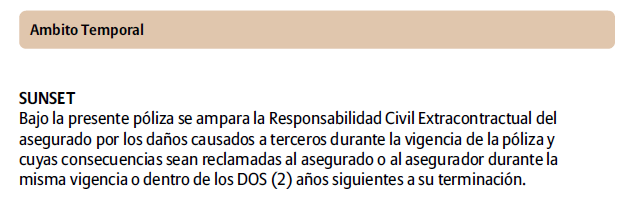 Ambito Temporal
SUNSET
Bajo la presente póliza se ampara la Responsabilidad Civil Extracontractual del
asegurado por los daños causados a terceros durante la vigencia de la póliza y
cuyas consecuencias sean reclamadas al asegurado o al asegurador durante la
misma vigencia o dentro de los DOS (2) años siguientes a su terminación.